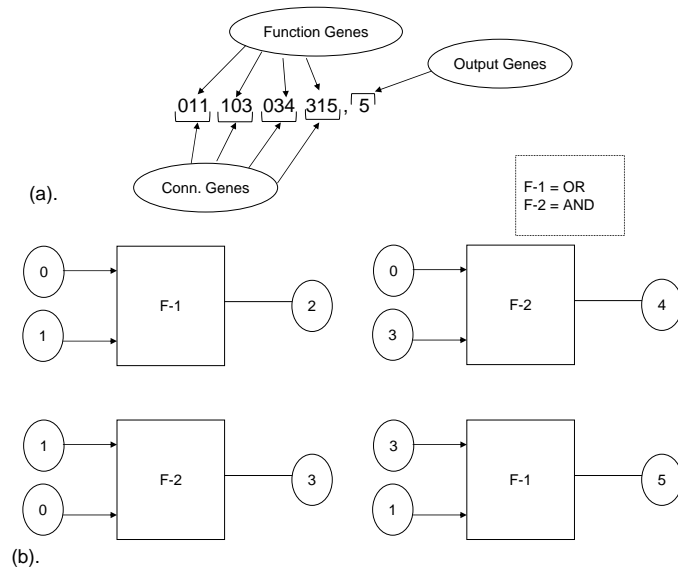 Function Genes
Output Genes
011 103 034 315 , 5
Conn. Genes
(a).
F-1 = OR
F-2 = AND
0
1
F-1
2
0
3
F-2
4
1
0
F-2
3
3
1
F-1
5
(b).